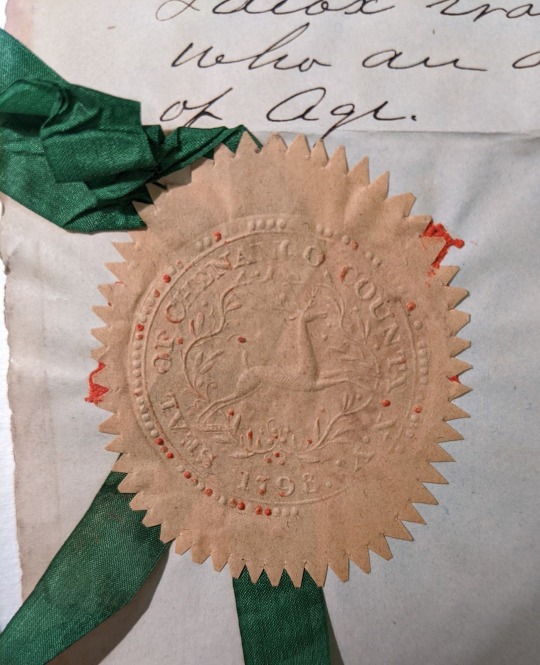 who are
of Age.
SEAL OF CHENANGO COUNTY N.Y.
1798